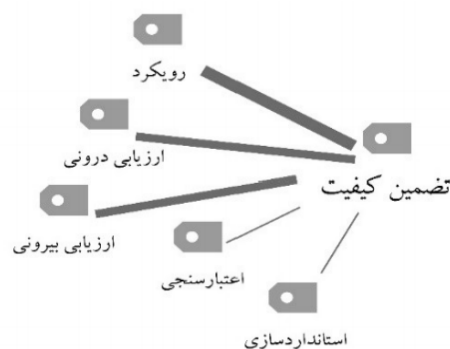 رویکرد
ارزیابی درونی
تضمین کیفیت
ارزیابی بیرونی
اعتبارسنجی
استانداردسازی